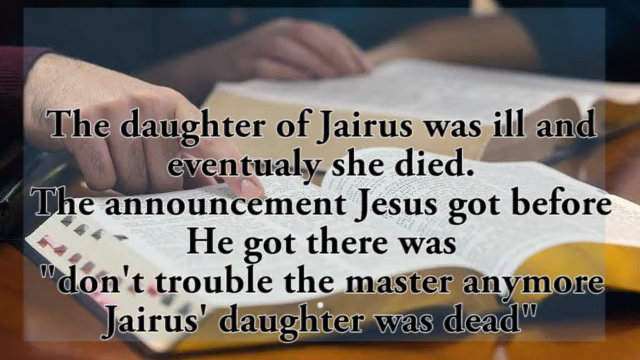 The daughter of Jairus was ill and
eventualy she died.
The announcement Jesus got before
He got there was
"don't trouble the master anymore
Jairus' daughter was dead"